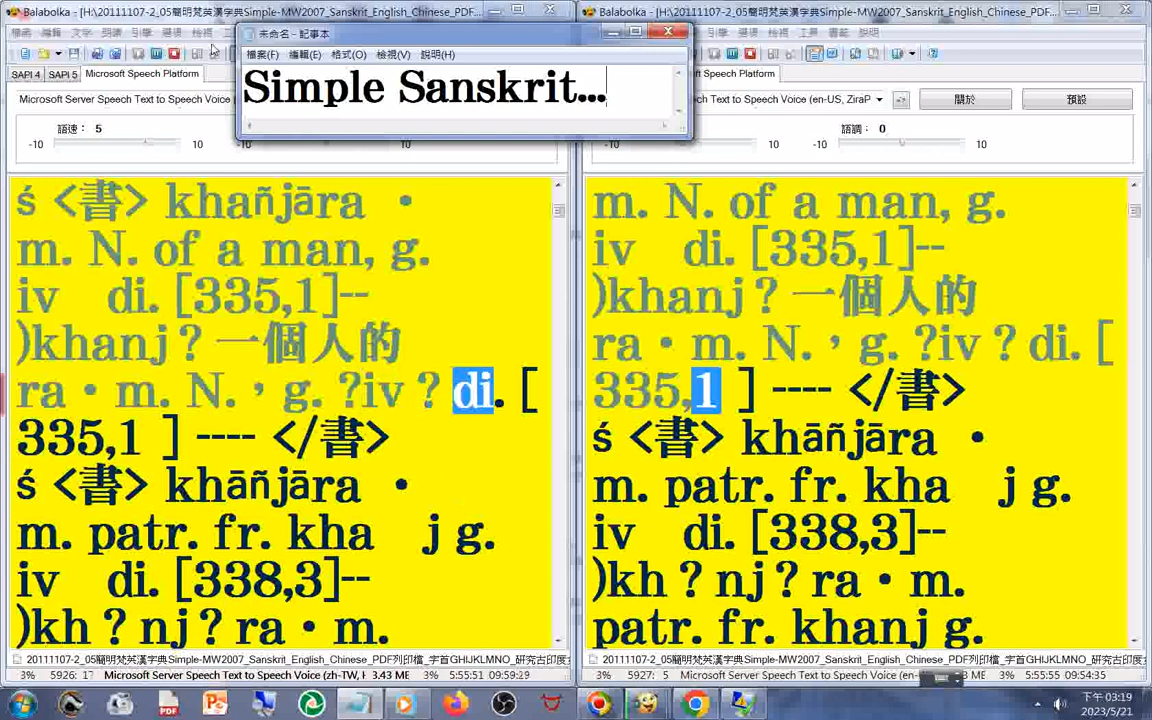 Balabolka - [H:\20111107-2_05簡明梵英漢字典Simple-MW2007_Sanskrit_English_Chinese_PDF...
Balabolka - [H:\20111107-2_05簡明梵英漢字典Simple-MW2007_Sanskrit_English_Chinese_PDF...
未命名 - 記事本
檔案(F) 編輯(E) 格式(O) 檢視(V) 說明(H)
Simple Sanskrit...
SAPI 4 SAPI 5 Microsoft Speech Platform
Microsoft Server Speech Text to Speech Voice
語速： 5
-10 10 10
ś <書> khañjāra •
m. N. of a man, g.
iv di. [335,1]--
)khanj？一個人的
ra • m. N. ，g. ?iv？di. [
335,1 ] ---- </書>
ś <書> khāñjāra •
m. patr. fr. kha j g.
iv di. [338,3]--
)kh？nj？ra • m.
20111107-2_05簡明梵英漢字典Simple-MW2007_Sanskrit_English_Chinese_PDF列印檔_字首GHIJKLMNO_研究古印度
3% 5926: 17 Microsoft Server Speech Text to Speech Voice (zh-TW, 3.43 ME 3% 5:55:51 09:59:29
Speech Platform
ech Text to Speech Voice (en-US, ZiraP 關於 預設
語調： 0
10 -10 10
m. N. of a man, g.
iv di. [335,1]--
)khanj？一個人的
ra • m. N. ，g. ?iv？di. [
335,1 ] ---- </書>
ś <書> khāñjāra •
m. patr. fr. kha j g.
iv di. [338,3]--
)kh？nj？ra • m.
patr. fr. khanj g.
20111107-2_05簡明梵英漢字典Simple-MW2007_Sanskrit_English_Chinese_PDF列印檔_字首GHIJKLMNO_研究古印度
3% 5927: 5 Microsoft Server Speech Text to Speech Voice 3% 5:55:55 09:54:35
下午 03:19
2023/5/21